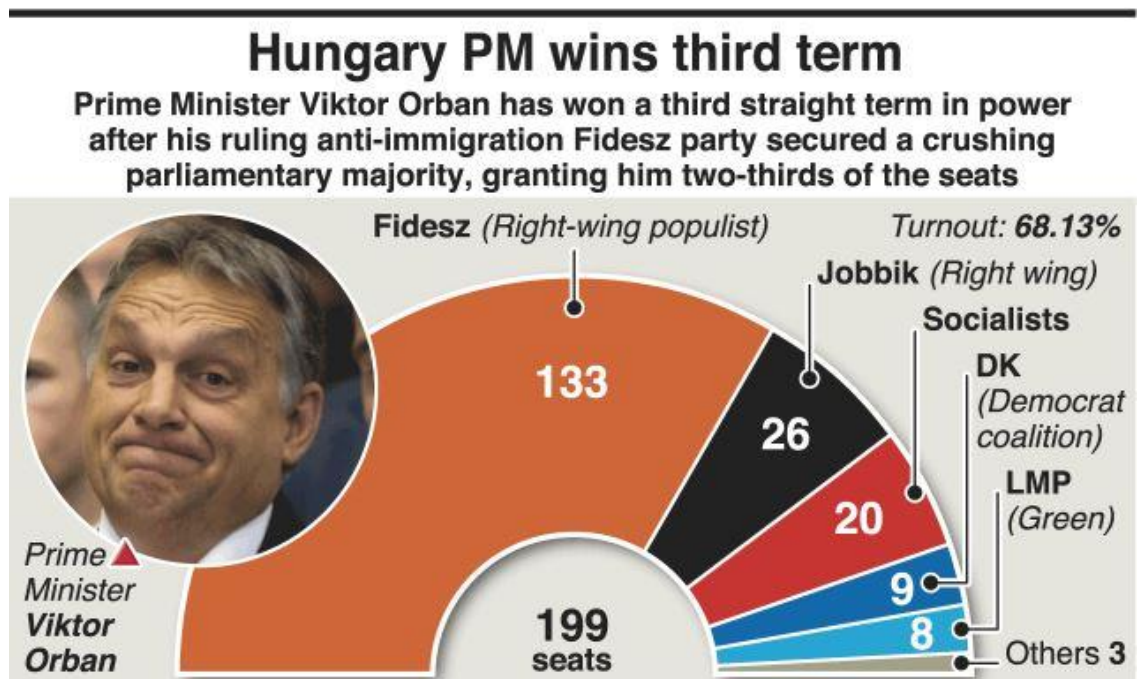 Hungary PM wins third term
Prime Minister Viktor Orban has won a third straight term in power
after his ruling anti-immigration Fidesz party secured a crushing
parliamentary majority, granting him two-thirds of the seats
Fidesz (Right-wing populist)
Turnout: 68.13%
Jobbik (Right wing)
Socialists
DK
(Democrat
coalition)
LMP
(Green)
Others 3
133
26
20
9
8
199
seats
Prime
Minister
Viktor
Orban